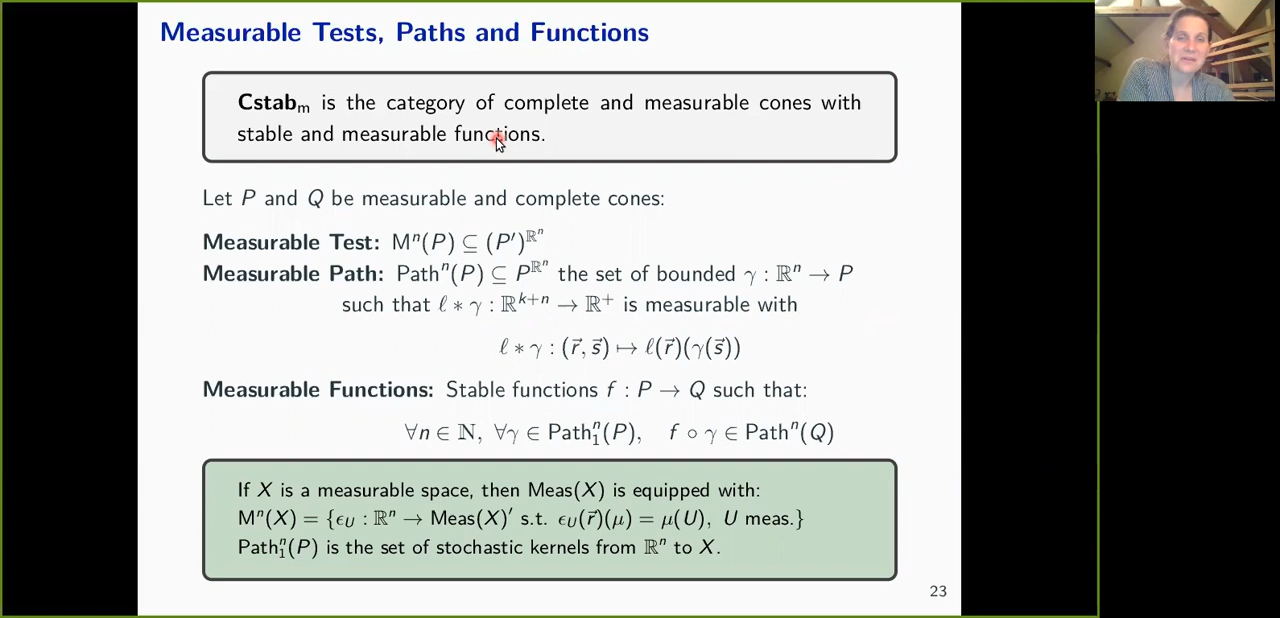 Measurable Tests, Paths and Functions
Cstabₘ is the category of complete and measurable cones with
stable and measurable functions.
Let P and Q be measurable and complete cones:
Measurable Test: Mⁿ(P) ⊆ (P′)^{ℝⁿ}
Measurable Path: Pathⁿ(P) ⊆ P^{ℝⁿ} the set of bounded γ : ℝⁿ → P
such that ℓ ∗ γ : ℝ^{k+n} → ℝ⁺ is measurable with
ℓ ∗ γ : (r⃗, s⃗) ↦ ℓ(r⃗)(γ(s⃗))
Measurable Functions: Stable functions f : P → Q such that:
∀n ∈ ℕ, ∀γ ∈ Path₁ⁿ(P), f ∘ γ ∈ Pathⁿ(Q)
If X is a measurable space, then Meas(X) is equipped with:
Mⁿ(X) = {ϵ_U : ℝⁿ → Meas(X)′ s.t. ϵ_U(r⃗)(μ) = μ(U), U meas.}
Path₁ⁿ(P) is the set of stochastic kernels from ℝⁿ to X.
23